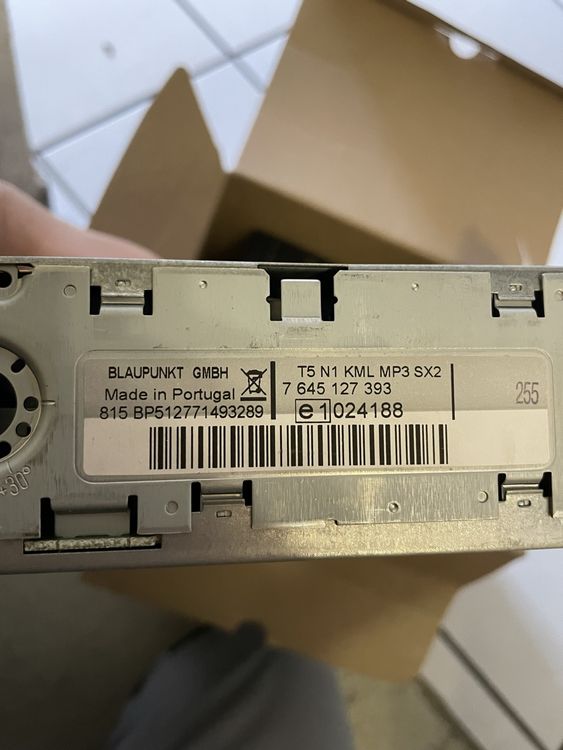 BLAUPUNKT GMBH
Made in Portugal
815 BP512771493289
T5 N1 KML MP3 SX2
7 645 127 393
e1 024188
255
+30°